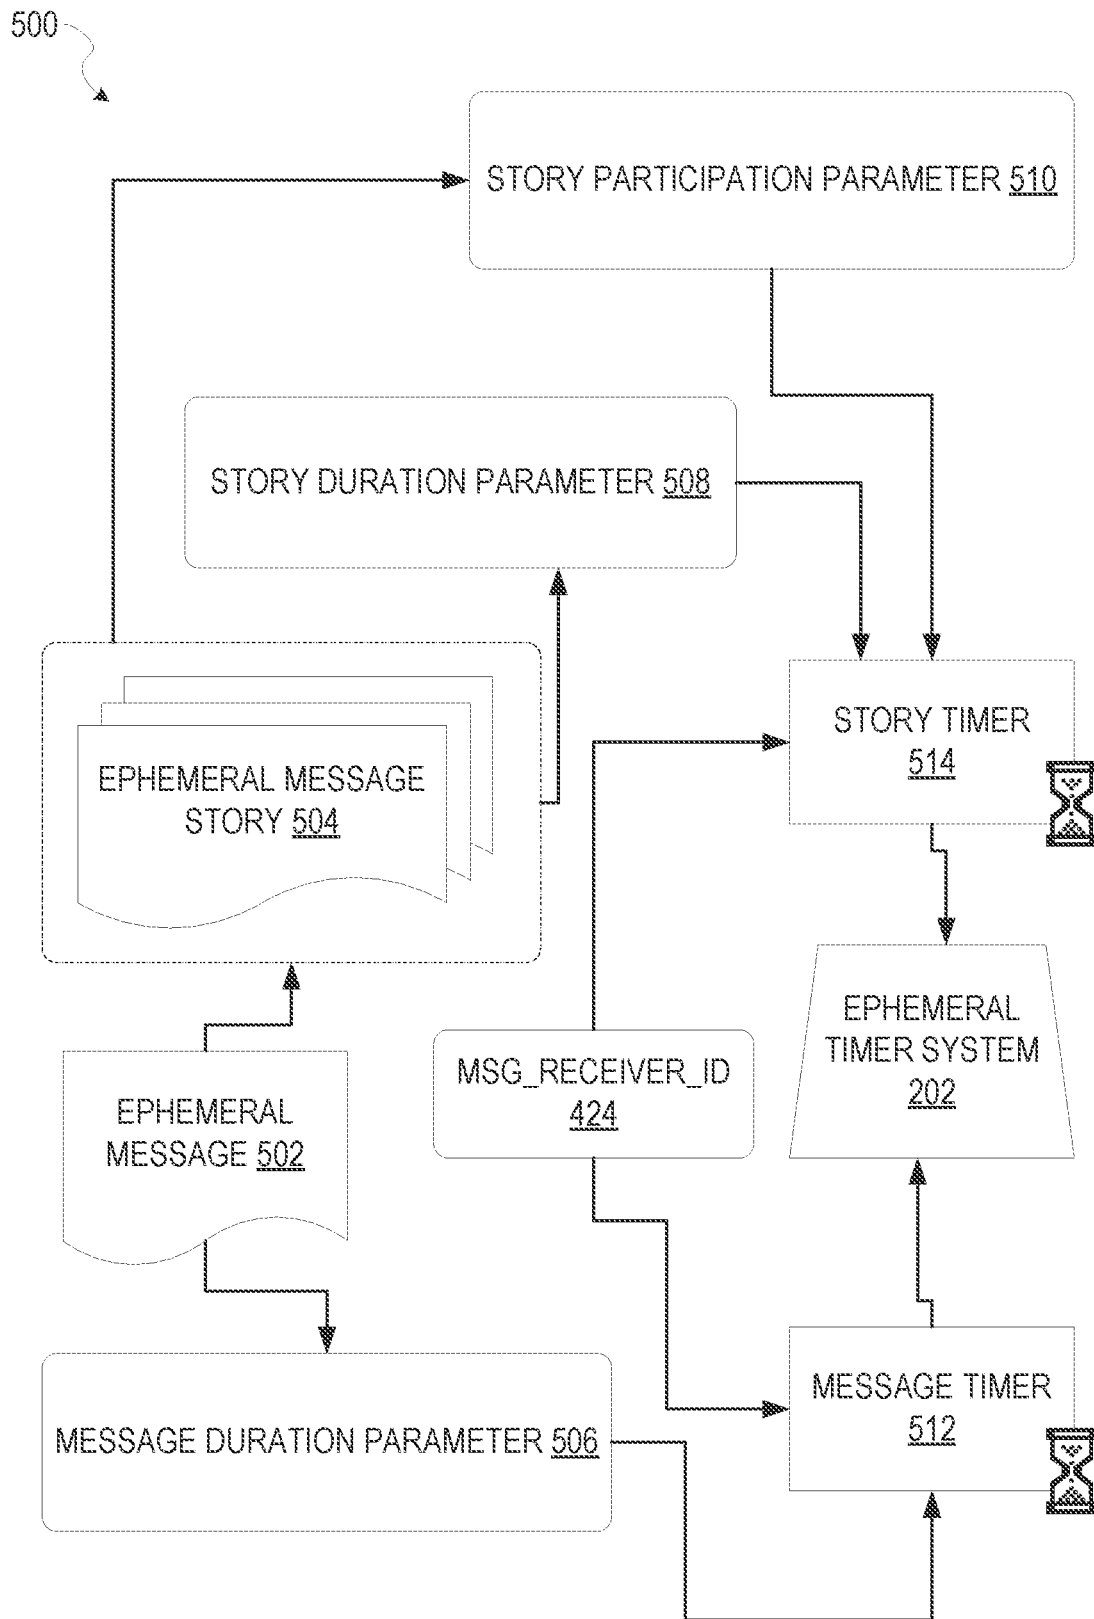 500
STORY PARTICIPATION PARAMETER 510
STORY DURATION PARAMETER 508
STORY TIMER
514
EPHEMERAL MESSAGE
STORY 504
EPHEMERAL
TIMER SYSTEM
202
MSG_RECEIVER_ID
424
EPHEMERAL
MESSAGE 502
MESSAGE TIMER
512
MESSAGE DURATION PARAMETER 506